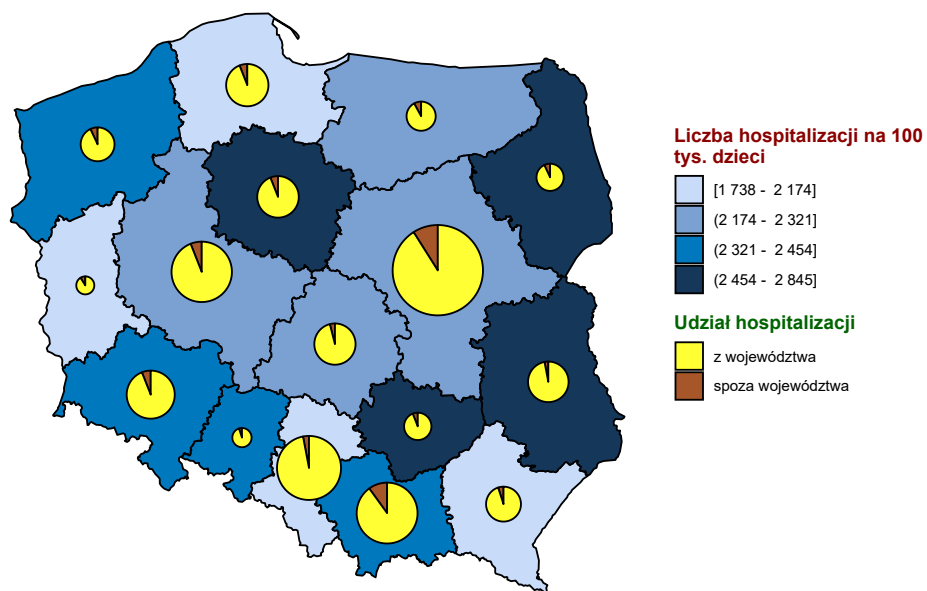 Liczba hospitalizacji na 100
tys. dzieci
[1 738 - 2 174]
(2 174 - 2 321]
(2 321 - 2 454]
(2 454 - 2 845]
Udział hospitalizacji
z województwa
spoza województwa